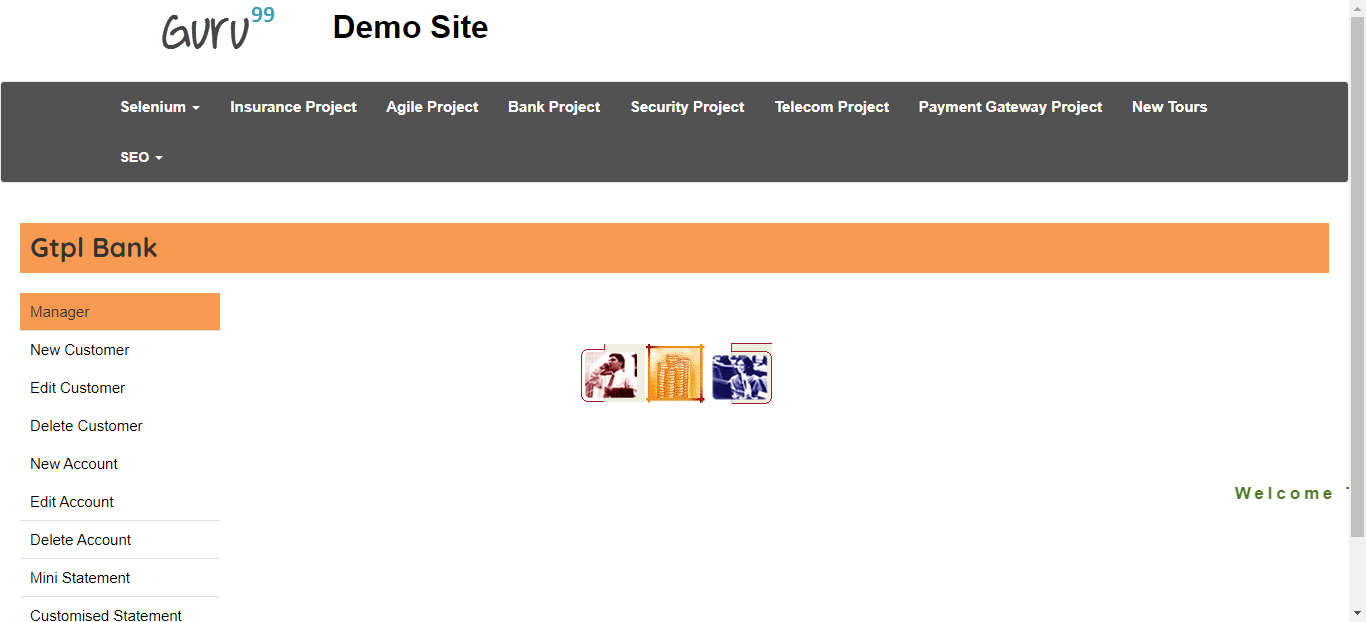 Guru99 Demo Site
Selenium Insurance Project Agile Project Bank Project Security Project Telecom Project Payment Gateway Project New Tours
SEO
Gtpl Bank
Manager
New Customer
Edit Customer
Delete Customer
New Account
Edit Account
Welcome
Delete Account
Mini Statement
Customised Statement